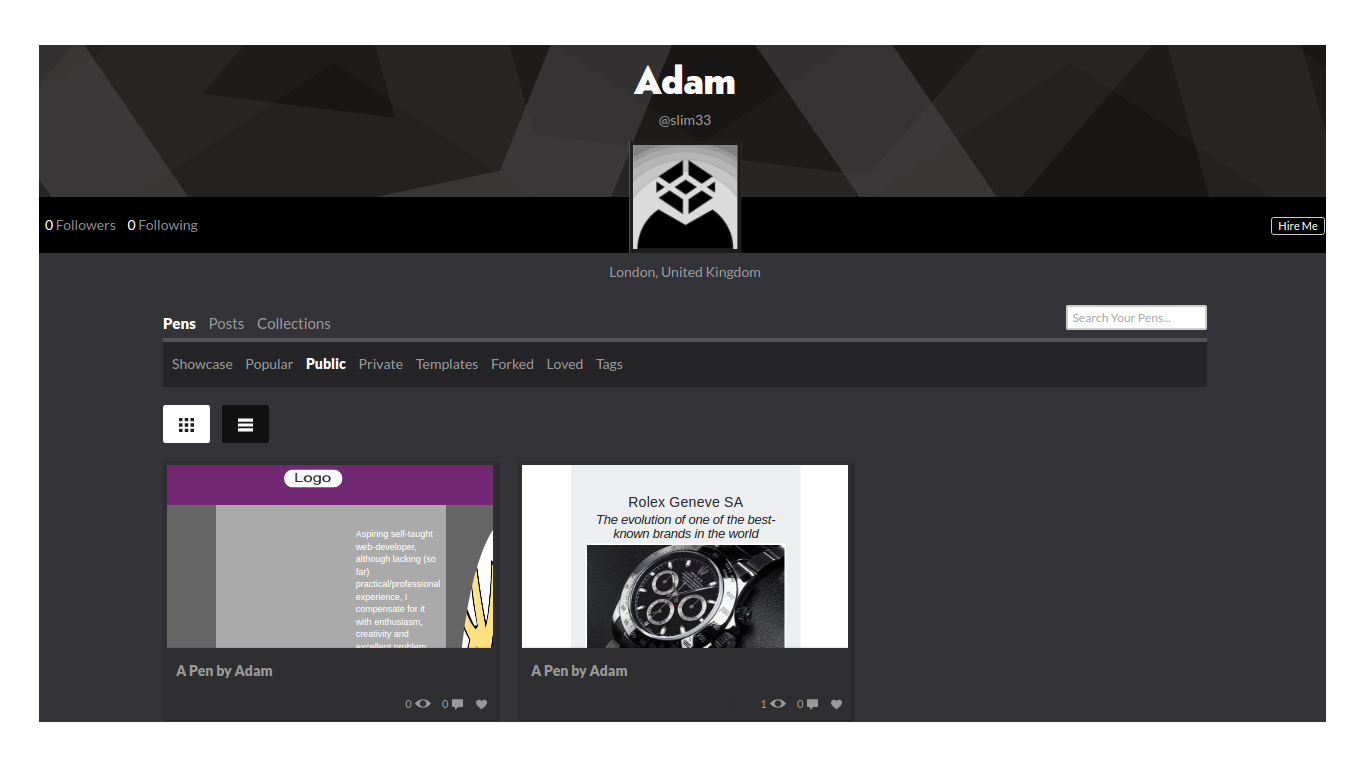 Adam
@slim33
0 Followers 0 Following
Hire Me
London, United Kingdom
Pens Posts Collections
Search Your Pens...
Showcase Popular Public Private Templates Forked Loved Tags
Logo
Aspiring self-taught
web-developer,
although lacking (so
far)
practical/professional
experience, I
compensate for it
with enthusiasm,
creativity and
excellent problem
A Pen by Adam
0 0
Rolex Geneve SA
The evolution of one of the best-
known brands in the world
A Pen by Adam
1 0